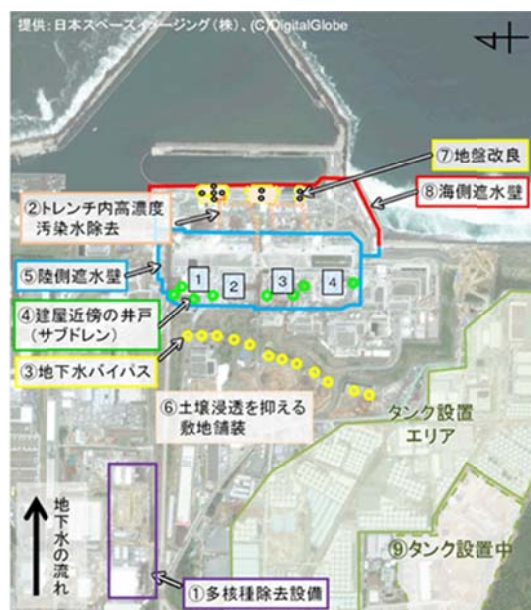 提供：日本スペースイメージング（株）、(C)DigitalGlobe
⑦地盤改良
⑧海側遮水壁
②トレンチ内高濃度
汚染水除去
⑤陸側遮水壁
1
2
3
4
④建屋近傍の井戸
（サブドレン）
③地下水バイパス
⑥土壌浸透を抑える
敷地舗装
タンク設置
エリア
地下水の流れ
⑨タンク設置中
①多核種除去設備